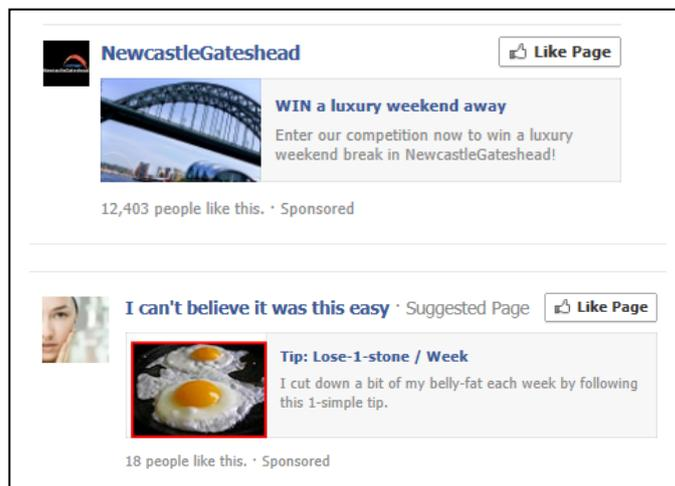 NewcastleGateshead
Like Page
WIN a luxury weekend away
Enter our competition now to win a luxury
weekend break in NewcastleGateshead!
12,403 people like this. · Sponsored
I can't believe it was this easy · Suggested Page
Like Page
Tip: Lose-1-stone / Week
I cut down a bit of my belly-fat each week by following
this 1-simple tip.
18 people like this. · Sponsored